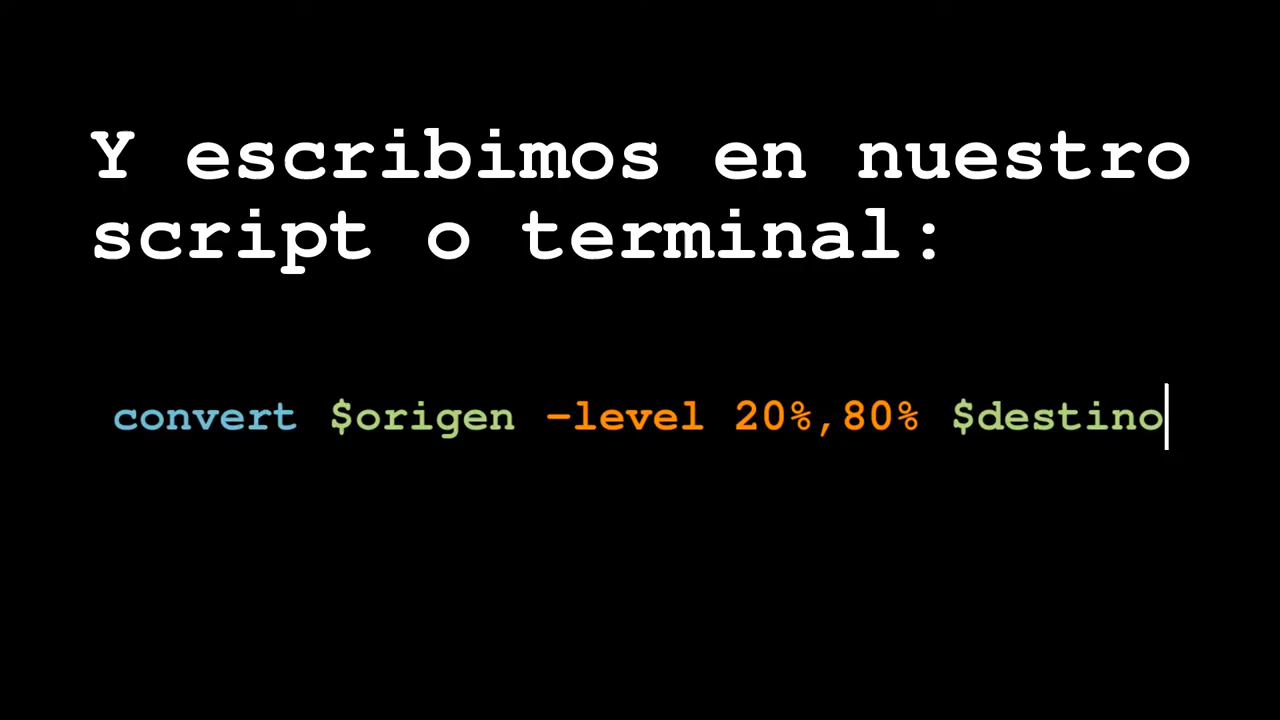 Y escribimos en nuestro
script o terminal:
convert $origen -level 20%,80% $destino